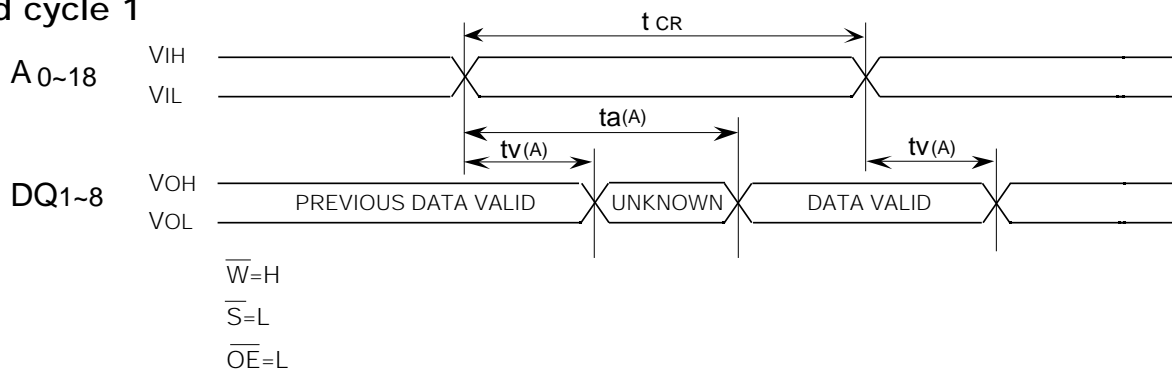 d cycle 1
t CR
VIH
A 0~18
VIL
ta(A)
tv(A)
tv(A)
VOH
DQ1~8
PREVIOUS DATA VALID
UNKNOWN
DATA VALID
VOL
W=H
S=L
OE=L